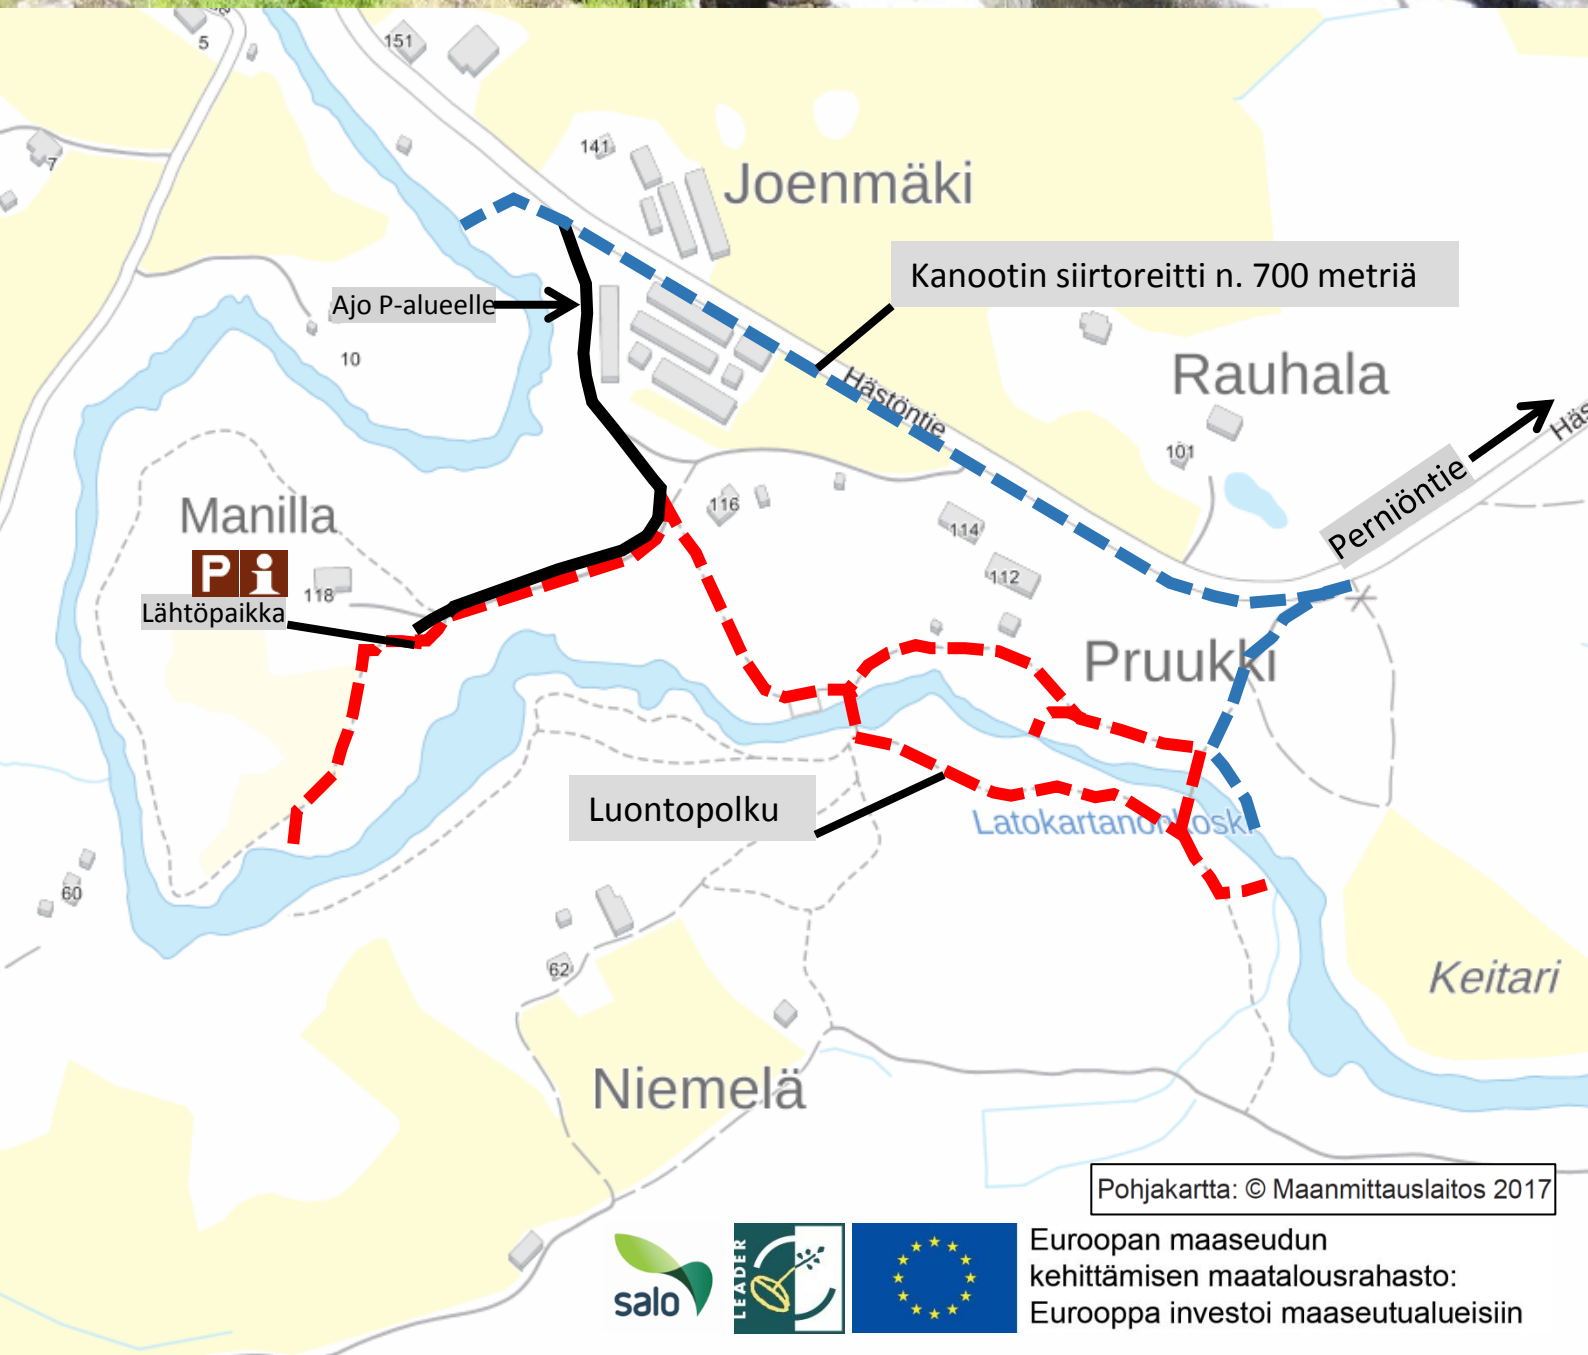 5
151
7
141
Joenmäki
Kanootin siirtoreitti n. 700 metriä
Ajo P-alueelle
10
Hästöntie
Rauhala
101
Perniöntie
Manilla
P i
118
Lähtöpaikka
116
114
112
Pruukki
Luontopolku
Latokartanonkoski
60
62
Keitari
Niemelä
Pohjakartta: © Maanmittauslaitos 2017
salo
LEADER
Euroopan maaseudun
kehittämisen maatalousrahasto:
Eurooppa investoi maaseutualueisiin